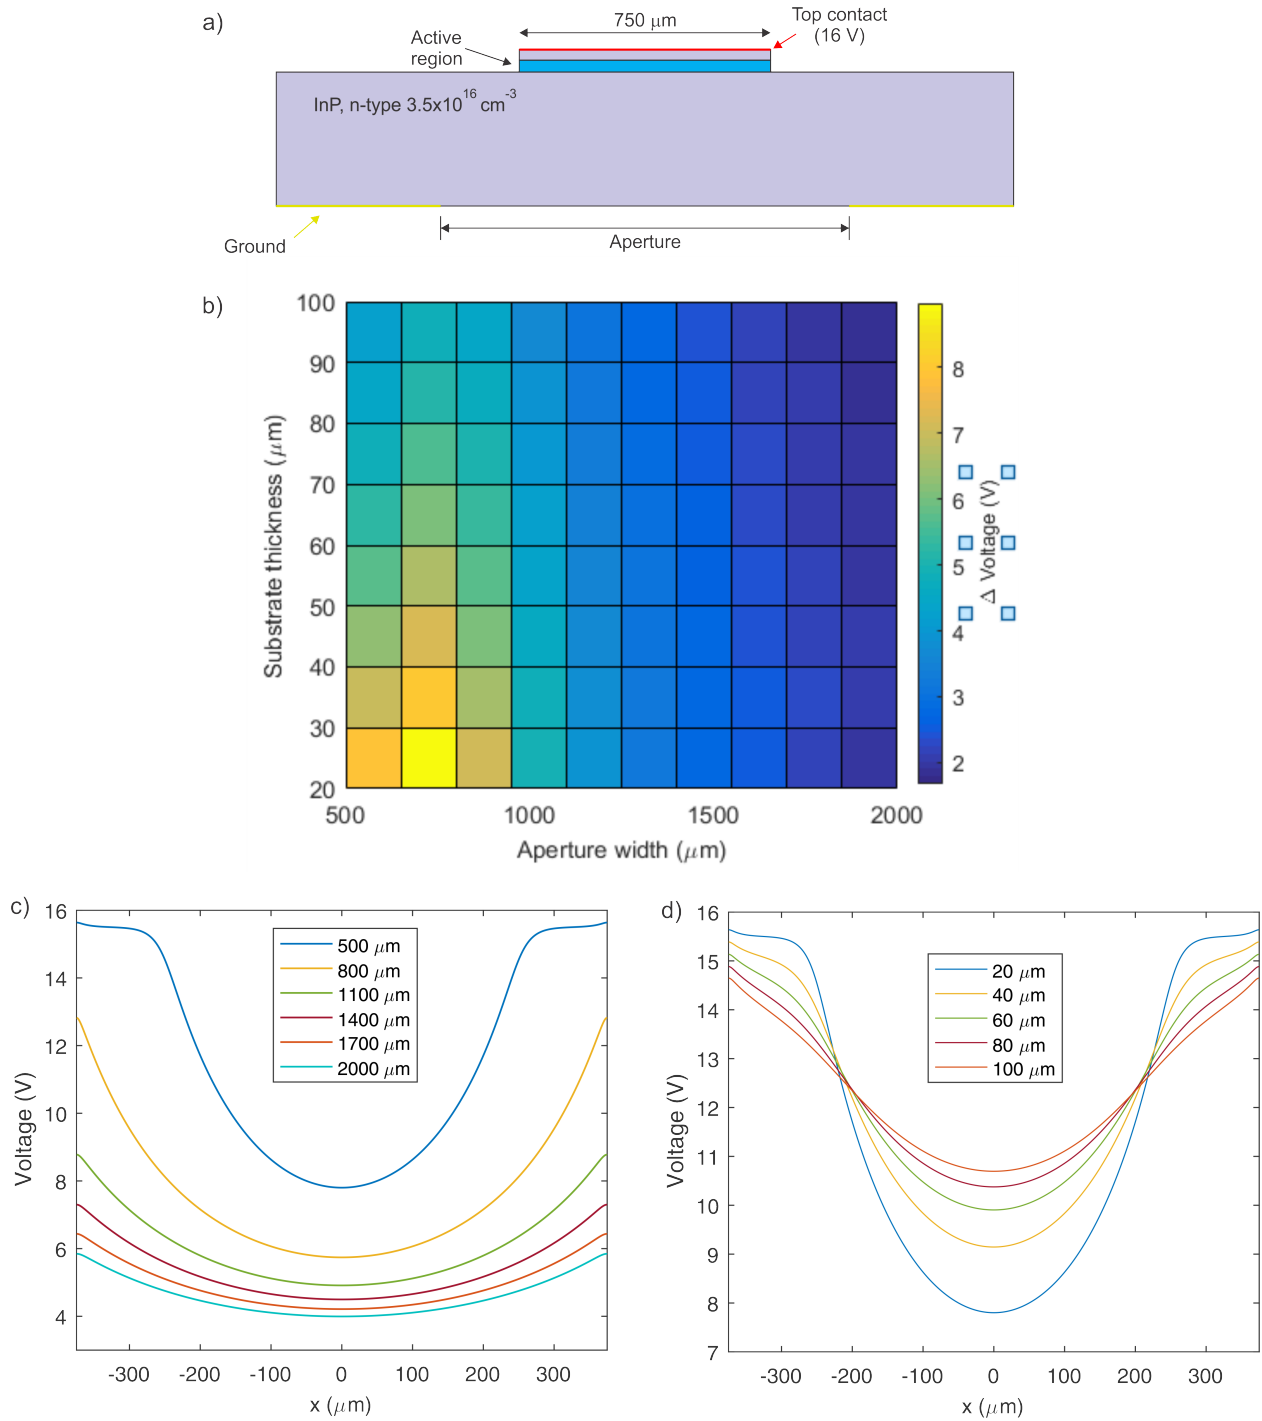 a)
750 μm
Top contact
(16 V)
Active
region
InP, n-type 3.5x10¹⁶ cm⁻³
Ground
Aperture
b)
100
90
80
70
60
50
40
30
20
500
1000
1500
2000
Substrate thickness (μm)
Aperture width (μm)
8
7
6
5
4
3
2
Δ Voltage (V)
c)
16
14
12
10
8
6
4
-300
-200
-100
0
100
200
300
Voltage (V)
x (μm)
500 μm
800 μm
1100 μm
1400 μm
1700 μm
2000 μm
d)
16
15
14
13
12
11
10
9
8
7
-300
-200
-100
0
100
200
300
Voltage (V)
x (μm)
20 μm
40 μm
60 μm
80 μm
100 μm